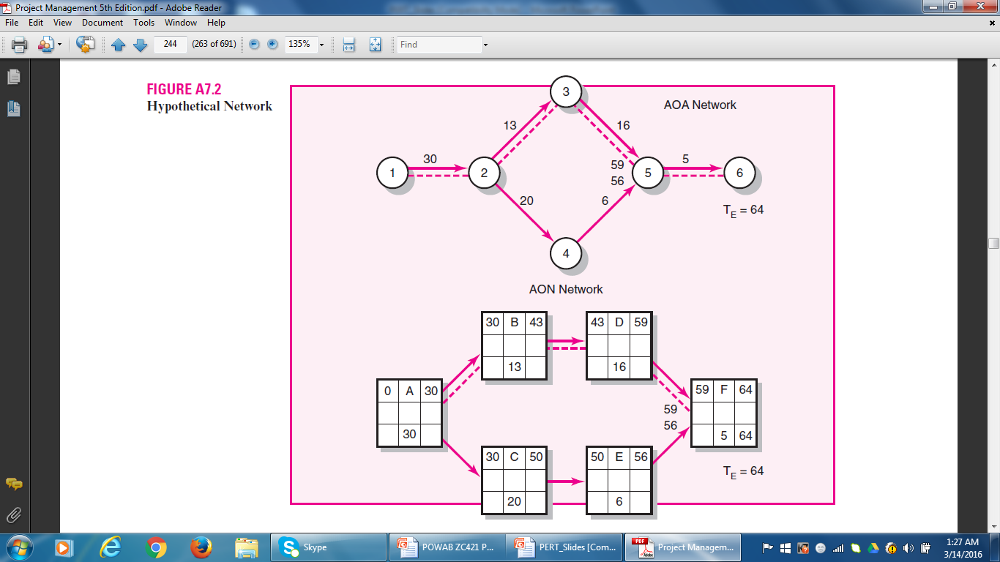 Project Management 5th Edition.pdf - Adobe Reader
File Edit View Document Tools Window Help
244 (263 of 691) 135% Find
FIGURE A7.2
Hypothetical Network
AOA Network
3
13 16
30 59 5
1 2 5 6
56
20 6
T_E = 64
4
AON Network
30 B 43 43 D 59
13 16
0 A 30 59 F 64
59
56
30 5 64
30 C 50 50 E 56
T_E = 64
20 6
Skype
POWAB ZC421 P...
PERT_Slides [Com...
Project Managem...
1:27 AM
3/14/2016